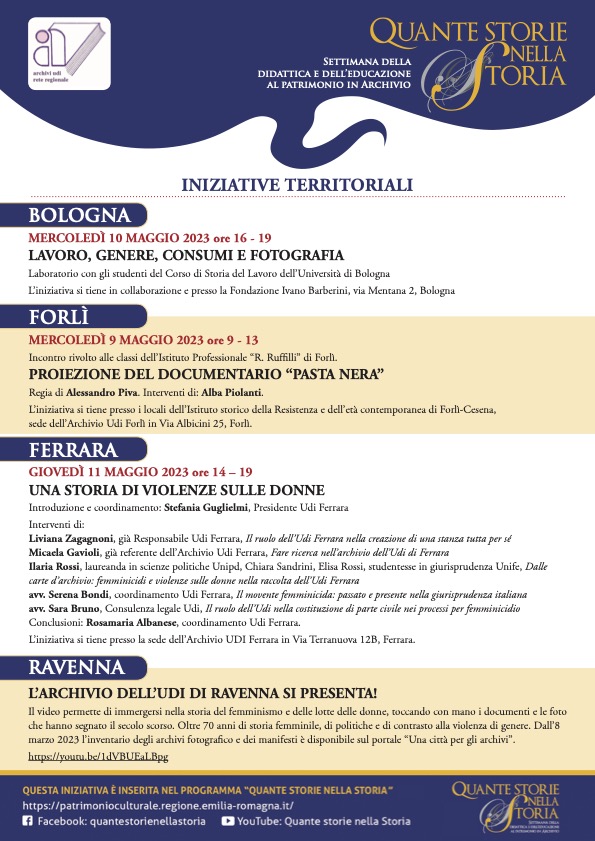 archivi udi
rete regionale
QUANTE STORIE
NELLA
STORIA
SETTIMANA DELLA
DIDATTICA E DELL'EDUCAZIONE
AL PATRIMONIO IN ARCHIVIO
INIZIATIVE TERRITORIALI
BOLOGNA
MERCOLEDÌ 10 MAGGIO 2023 ore 16 - 19
LAVORO, GENERE, CONSUMI E FOTOGRAFIA
Laboratorio con gli studenti del Corso di Storia del Lavoro dell'Università di Bologna
L'iniziativa si tiene in collaborazione e presso la Fondazione Ivano Barberini, via Mentana 2, Bologna
FORLÌ
MERCOLEDÌ 9 MAGGIO 2023 ore 9 - 13
Incontro rivolto alle classi dell'Istituto Professionale “R. Ruffilli” di Forlì.
PROIEZIONE DEL DOCUMENTARIO “PASTA NERA”
Regia di Alessandro Piva. Interventi di: Alba Piolanti.
L'iniziativa si tiene presso i locali dell'Istituto storico della Resistenza e dell'età contemporanea di Forlì-Cesena,
sede dell'Archivio Udi Forlì in Via Albicini 25, Forlì.
FERRARA
GIOVEDÌ 11 MAGGIO 2023 ore 14 – 19
UNA STORIA DI VIOLENZE SULLE DONNE
Introduzione e coordinamento: Stefania Guglielmi, Presidente Udi Ferrara
Interventi di:
Liviana Zagagnoni, già Responsabile Udi Ferrara, Il ruolo dell'Udi Ferrara nella creazione di una stanza tutta per sé
Micaela Gavioli, già referente dell'Archivio Udi Ferrara, Fare ricerca nell'archivio dell'Udi di Ferrara
Ilaria Rossi, laureanda in scienze politiche Unipd, Chiara Sandrini, Elisa Rossi, studentesse in giurisprudenza Unife, Dalle
carte d'archivio: femminicidi e violenze sulle donne nella raccolta dell'Udi Ferrara
avv. Serena Bondi, coordinamento Udi Ferrara, Il movente femminicida: passato e presente nella giurisprudenza italiana
avv. Sara Bruno, Consulenza legale Udi, Il ruolo dell'Udi nella costituzione di parte civile nei processi per femminicidio
Conclusioni: Rosamaria Albanese, coordinamento Udi Ferrara.
L'iniziativa si tiene presso la sede dell'Archivio UDI Ferrara in Via Terranuova 12B, Ferrara.
RAVENNA
L'ARCHIVIO DELL'UDI DI RAVENNA SI PRESENTA!
Il video permette di immergersi nella storia del femminismo e delle lotte delle donne, toccando con mano i documenti e le foto
che hanno segnato il secolo scorso. Oltre 70 anni di storia femminile, di politiche e di contrasto alla violenza di genere. Dall'8
marzo 2023 l'inventario degli archivi fotografico e dei manifesti è disponibile sul portale “Una città per gli archivi”.
https://youtu.be/1dVBUEaLBpg
QUESTA INIZIATIVA È INSERITA NEL PROGRAMMA “QUANTE STORIE NELLA STORIA”
https://patrimonioculturale.regione.emilia-romagna.it/
Facebook: quantestorienellastoria YouTube: Quante storie nella Storia
QUANTE STORIE
NELLA
STORIA
SETTIMANA DELLA
DIDATTICA E DELL'EDUCAZIONE
AL PATRIMONIO IN ARCHIVIO